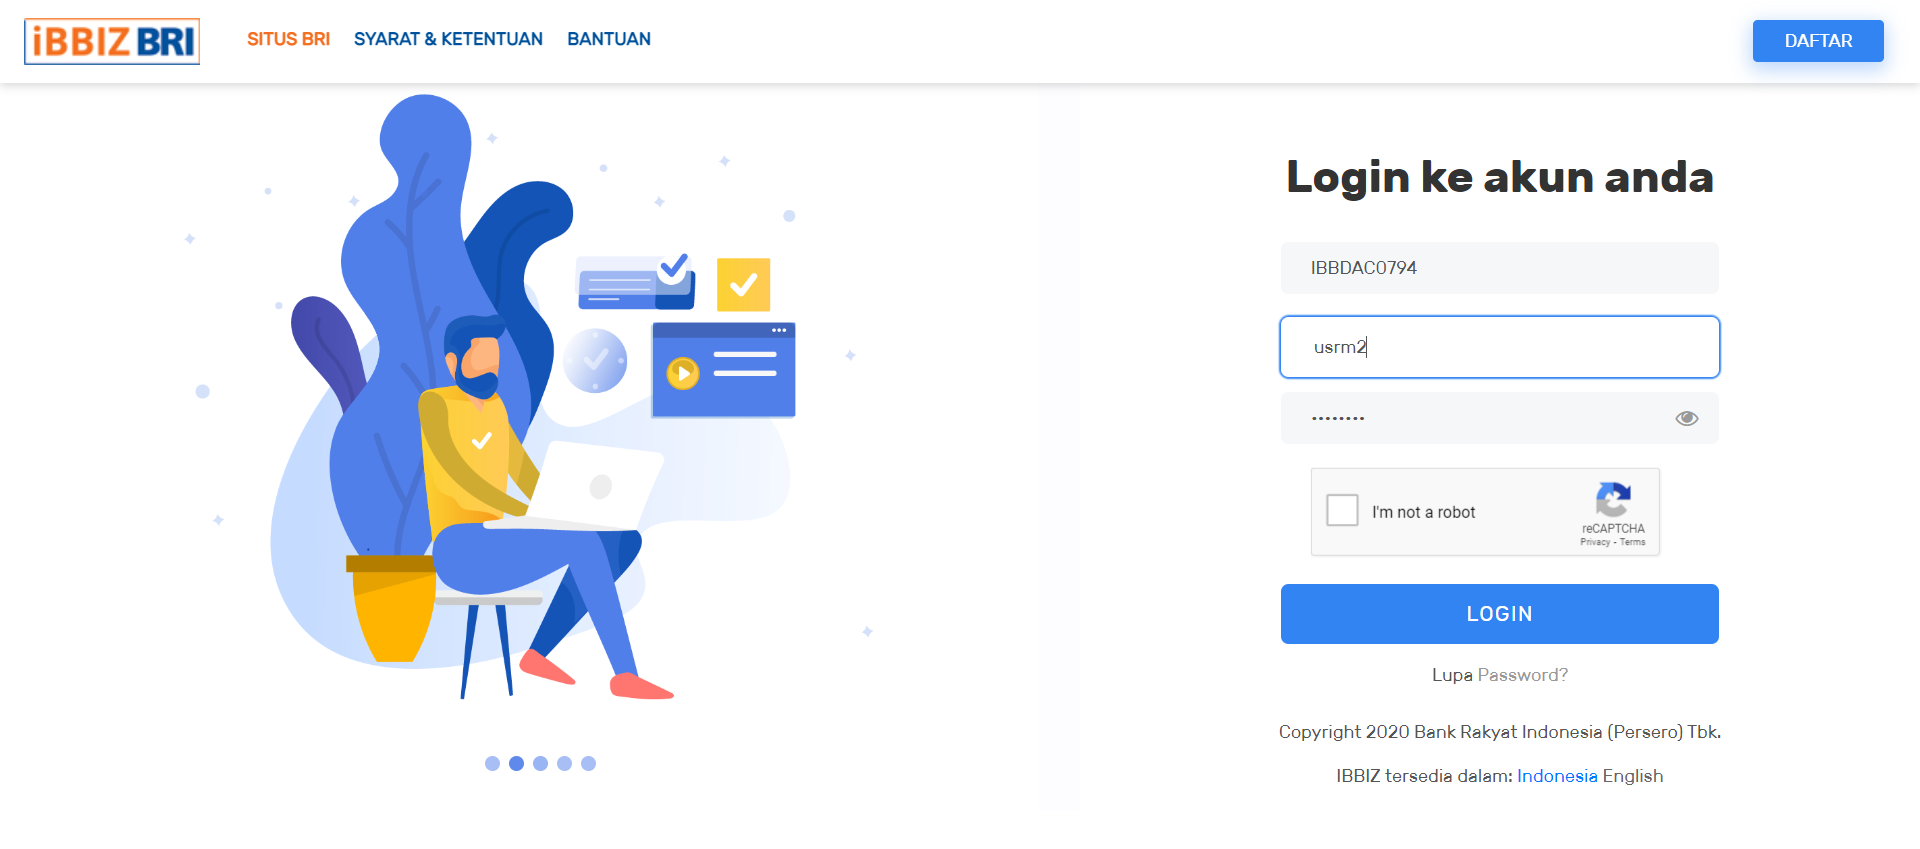 iBBIZ BRI
SITUS BRI
SYARAT & KETENTUAN
BANTUAN
DAFTAR
Login ke akun anda
IBBDAC0794
usrm2
••••••••
I'm not a robot
reCAPTCHA
Privacy - Terms
LOGIN
Lupa Password?
Copyright 2020 Bank Rakyat Indonesia (Persero) Tbk.
IBBIZ tersedia dalam: Indonesia English